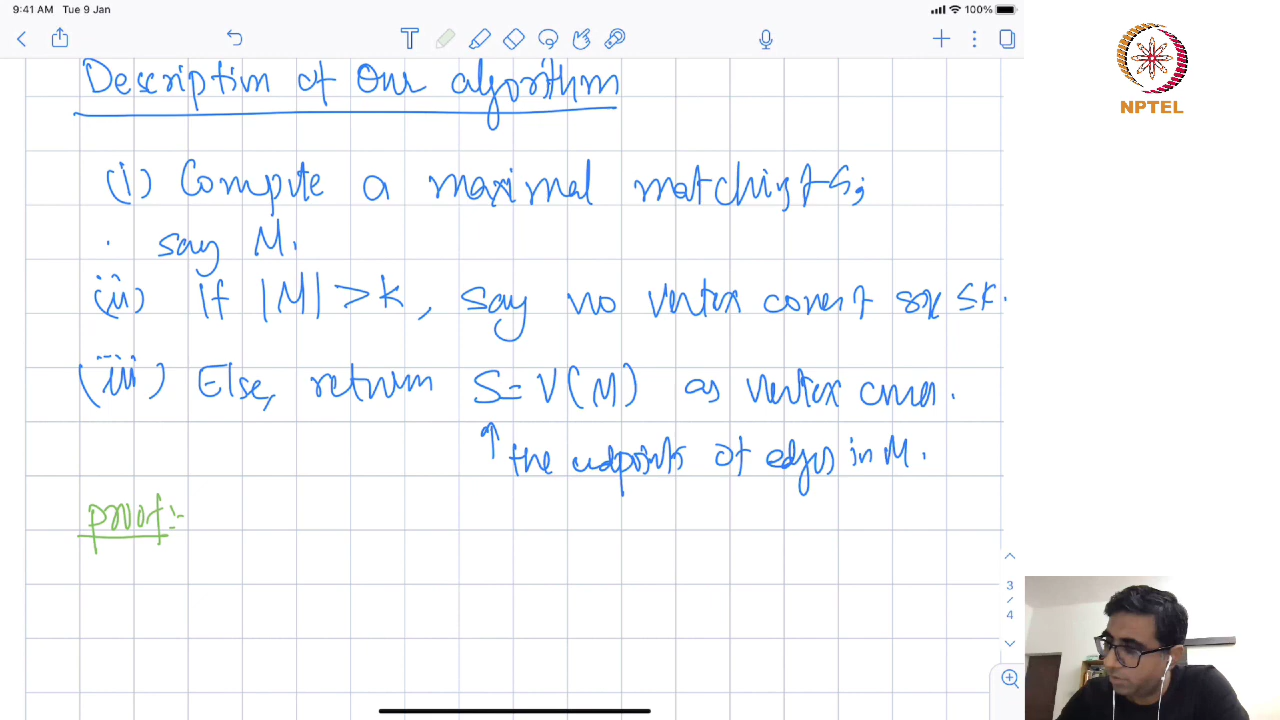 9:41 AM Tue 9 Jan
100%
NPTEL
Description of Our algorithm
(i) Compute a maximal matching of G;
say M.
(ii) If |M| > k, say no vertex cover of size ≤ k.
(iii) Else, return S = V(M) as vertex cover.
↑ the endpoints of edges in M.
proof:-
3
/
4